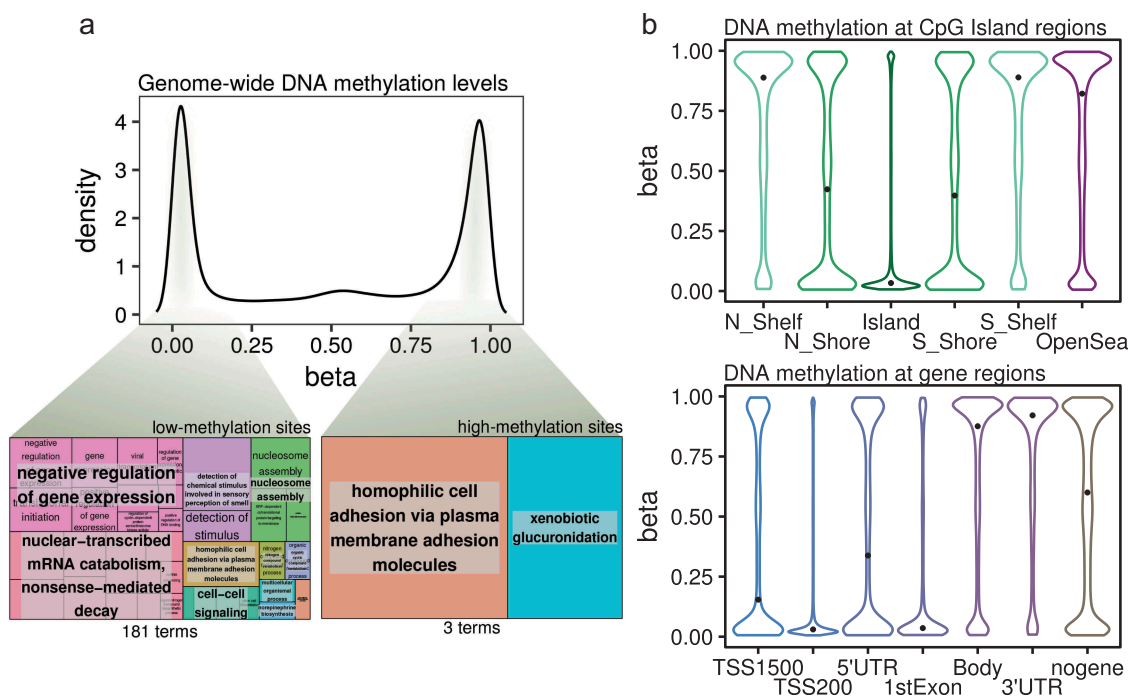 a
Genome-wide DNA methylation levels
density
4
3
2
1
0
0.00 0.25 0.50 0.75 1.00
beta
low-methylation sites
negative
regulation
gene
viral
regulation
of gene
negative regulation
of gene expression
initiation
of gene
expression
detection of
chemical stimulus
involved in sensory
perception of smell
detection of
stimulus
nucleosome
assembly
nucleosome
assembly
nuclear-transcribed
mRNA catabolism,
nonsense-mediated
decay
homophilic cell
adhesion via plasma
membrane adhesion
molecules
cell-cell
signaling
nitrogen
process
organic
process
multicellular
organismal
process
norepinephrine
biosynthesis
181 terms
high-methylation sites
homophilic cell
adhesion via plasma
membrane adhesion
molecules
xenobiotic
glucuronidation
3 terms
b
DNA methylation at CpG Island regions
beta
1.00
0.75
0.50
0.25
0.00
N_Shelf Island S_Shelf
N_Shore S_Shore OpenSea
DNA methylation at gene regions
beta
1.00
0.75
0.50
0.25
0.00
TSS1500 5'UTR Body nogene
TSS200 1stExon 3'UTR